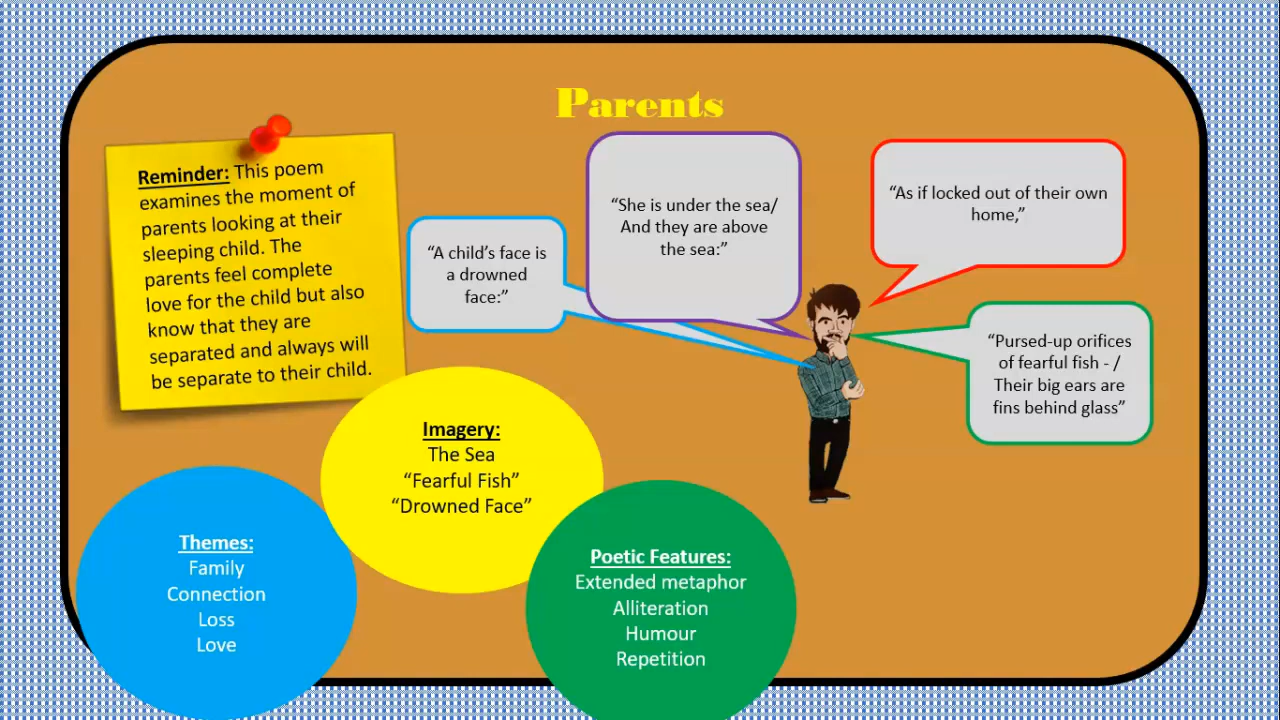 Parents
Reminder: This poem
examines the moment of
parents looking at their
sleeping child. The
parents feel complete
love for the child but also
know that they are
separated and always will
be separate to their child.
“A child’s face is
a drowned
face:”
“She is under the sea/
And they are above
the sea:”
“As if locked out of their own
home,”
“Pursed-up orifices
of fearful fish - /
Their big ears are
fins behind glass”
Imagery:
The Sea
“Fearful Fish”
“Drowned Face”
Themes:
Family
Connection
Loss
Love
Poetic Features:
Extended metaphor
Alliteration
Humour
Repetition